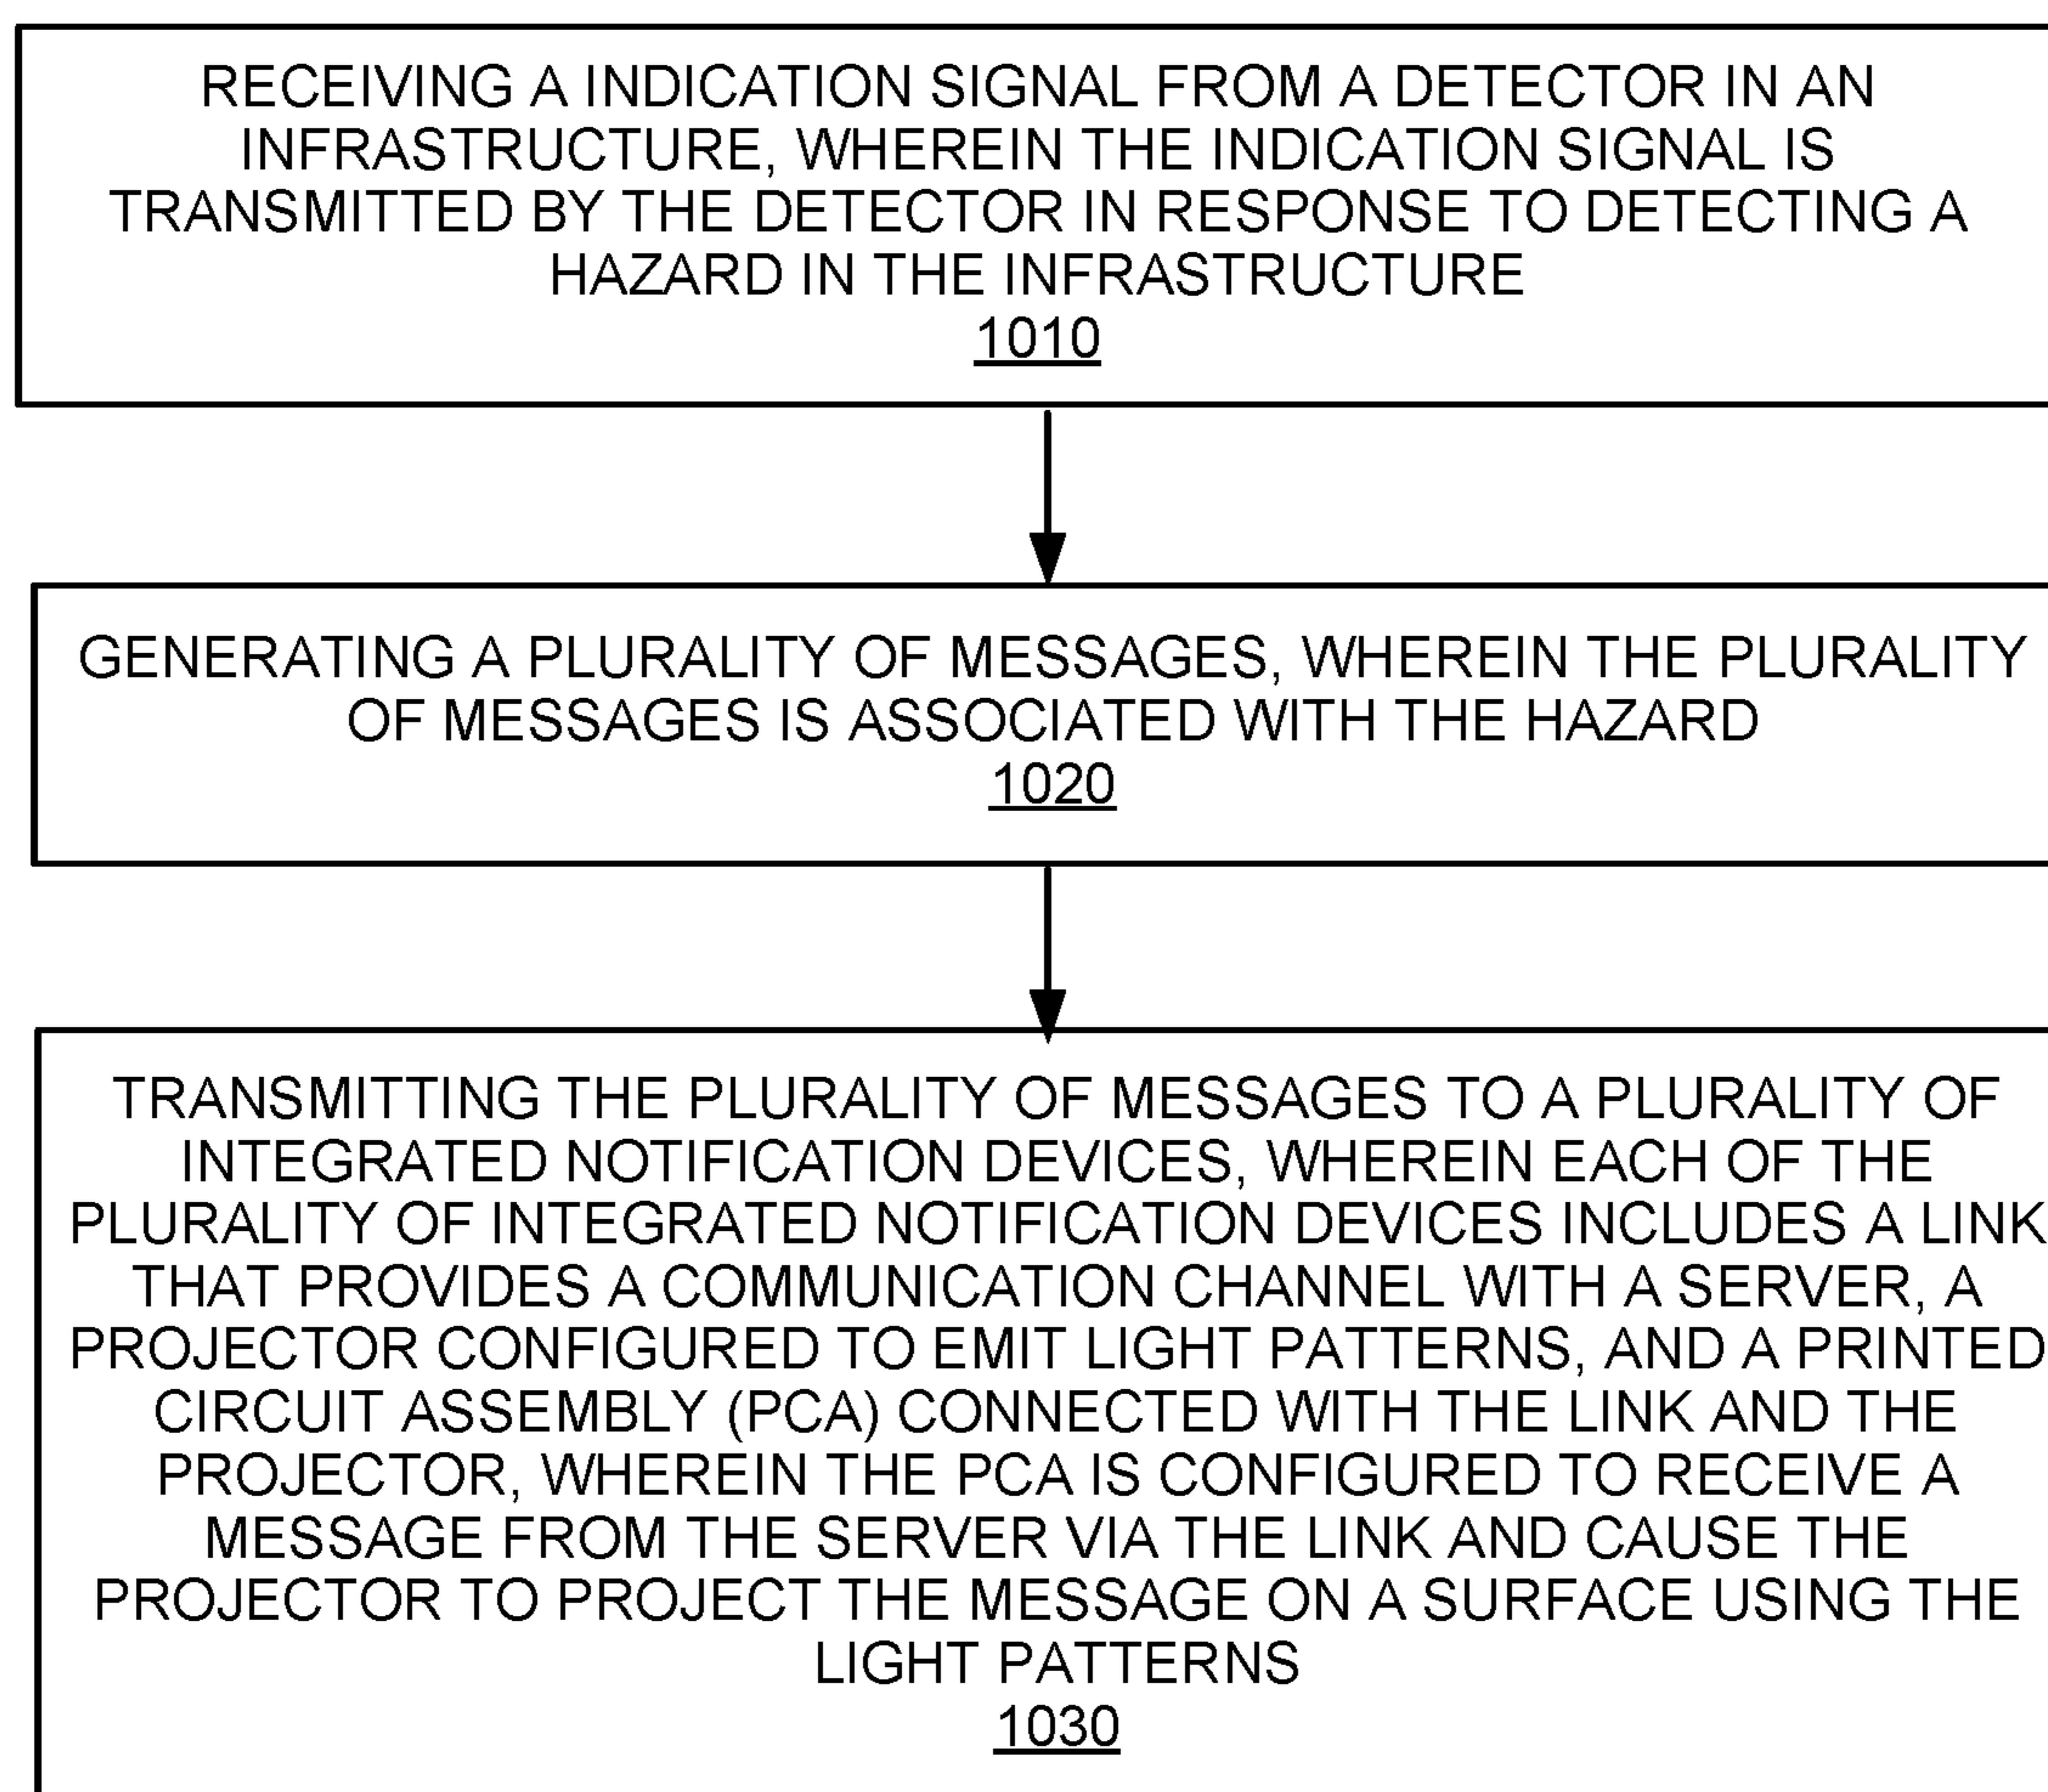 RECEIVING A INDICATION SIGNAL FROM A DETECTOR IN AN
INFRASTRUCTURE, WHEREIN THE INDICATION SIGNAL IS
TRANSMITTED BY THE DETECTOR IN RESPONSE TO DETECTING A
HAZARD IN THE INFRASTRUCTURE
1010
GENERATING A PLURALITY OF MESSAGES, WHEREIN THE PLURALITY
OF MESSAGES IS ASSOCIATED WITH THE HAZARD
1020
TRANSMITTING THE PLURALITY OF MESSAGES TO A PLURALITY OF
INTEGRATED NOTIFICATION DEVICES, WHEREIN EACH OF THE
PLURALITY OF INTEGRATED NOTIFICATION DEVICES INCLUDES A LINK
THAT PROVIDES A COMMUNICATION CHANNEL WITH A SERVER, A
PROJECTOR CONFIGURED TO EMIT LIGHT PATTERNS, AND A PRINTED
CIRCUIT ASSEMBLY (PCA) CONNECTED WITH THE LINK AND THE
PROJECTOR, WHEREIN THE PCA IS CONFIGURED TO RECEIVE A
MESSAGE FROM THE SERVER VIA THE LINK AND CAUSE THE
PROJECTOR TO PROJECT THE MESSAGE ON A SURFACE USING THE
LIGHT PATTERNS
1030